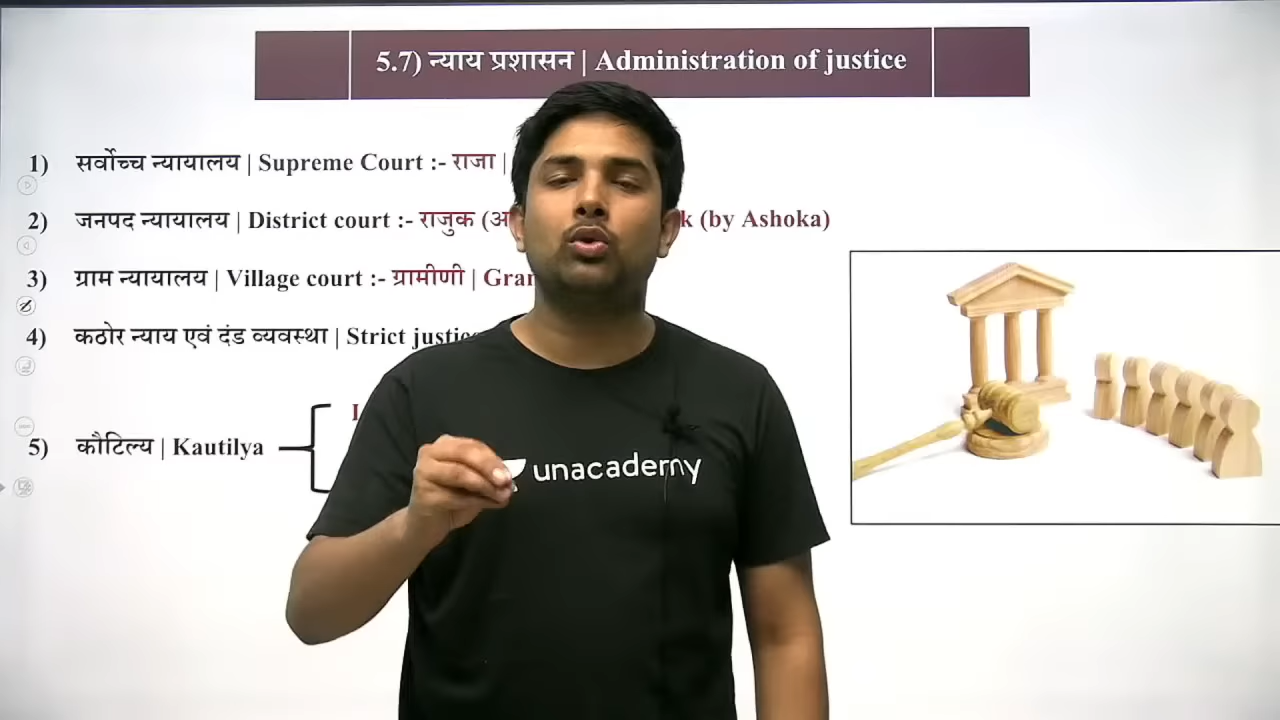 5.7) न्याय प्रशासन | Administration of justice
1) सर्वोच्च न्यायालय | Supreme Court :- राजा |
2) जनपद न्यायालय | District court :- राजुक (by Ashoka)
3) ग्राम न्यायालय | Village court :- ग्रामीणी |
4) कठोर न्याय एवं दंड व्यवस्था | Strict justice
5) कौटिल्य | Kautilya
unacademy